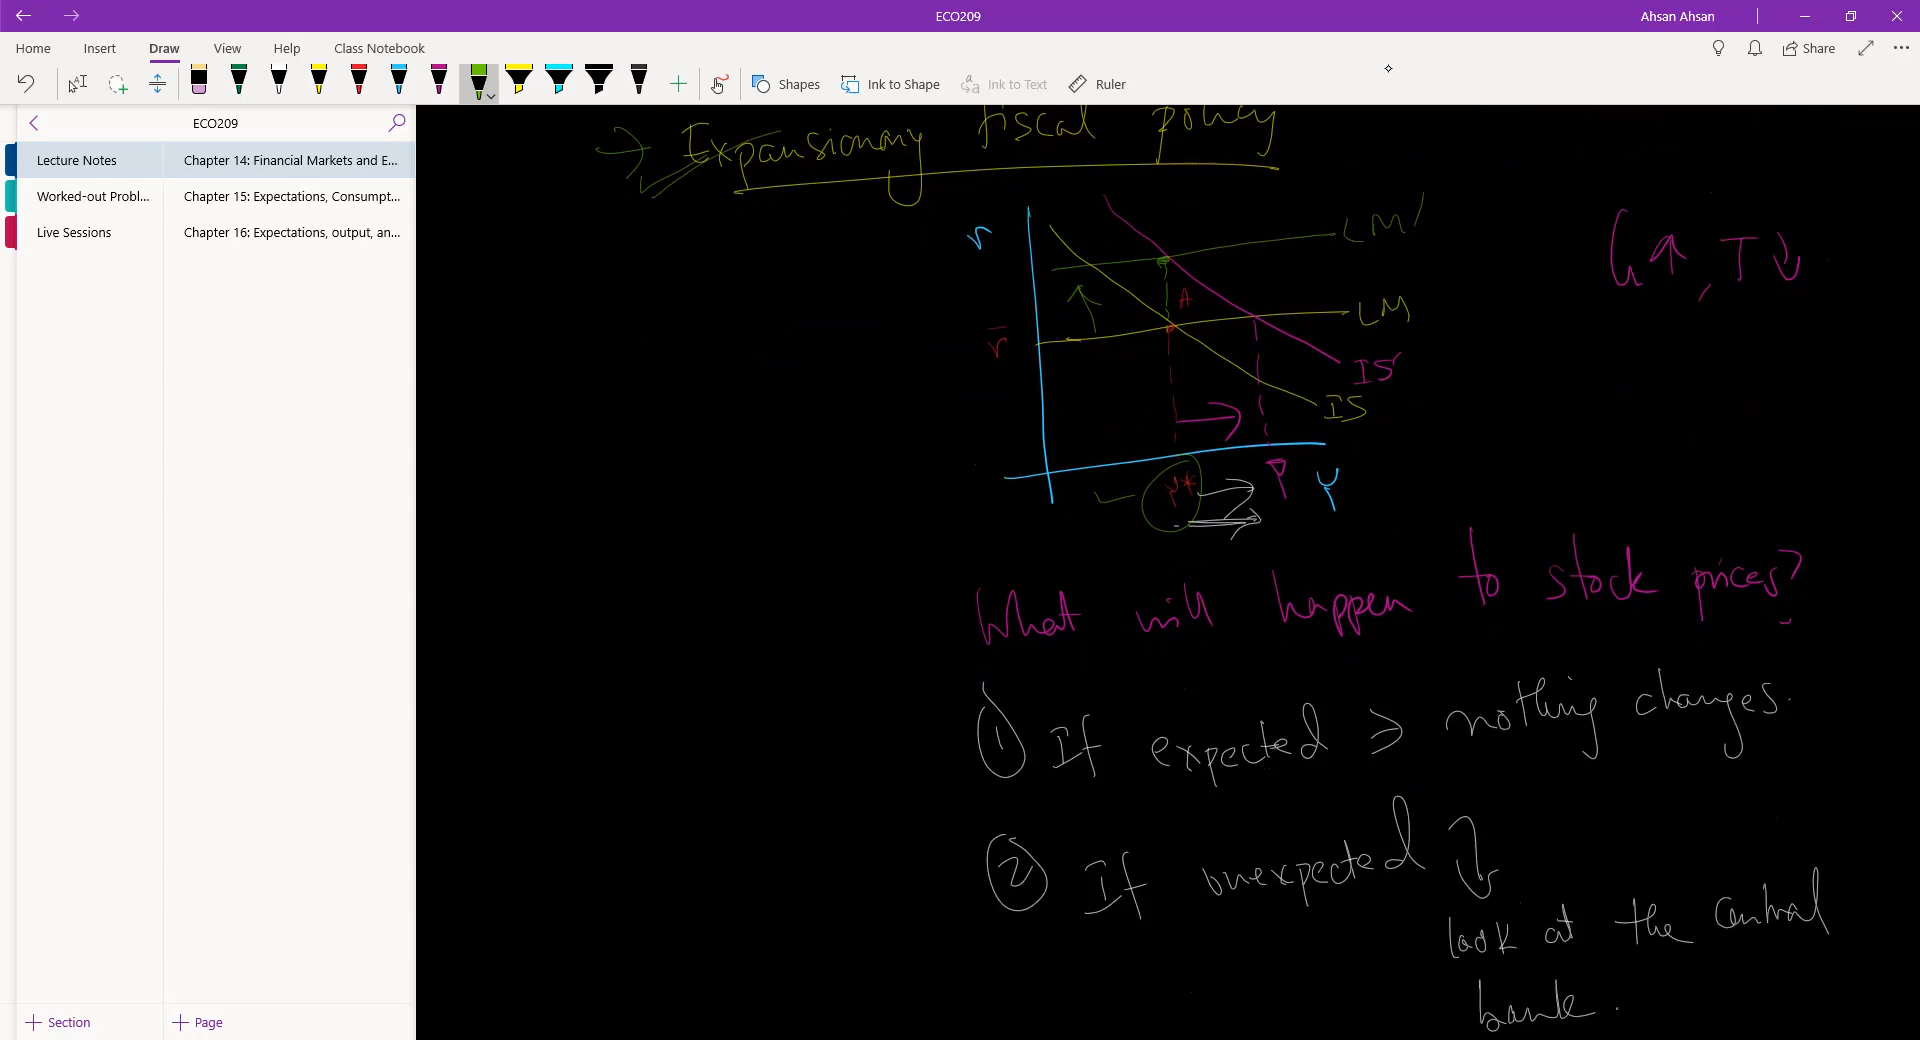 ECO209
Ahsan Ahsan
Home Insert Draw View Help Class Notebook
Share
Shapes Ink to Shape Ink to Text Ruler
ECO209
Lecture Notes
Worked-out Probl...
Live Sessions
Chapter 14: Financial Markets and E...
Chapter 15: Expectations, Consumpt...
Chapter 16: Expectations, output, an...
→ Expansionary fiscal policy
r
LM'
G↑, T↓
A
LM
r̄
IS'
IS
Y*
Y
What will happen to stock prices?
① If expected ⇒ nothing changes.
② If unexpected
look at the central
bank.
+ Section
+ Page